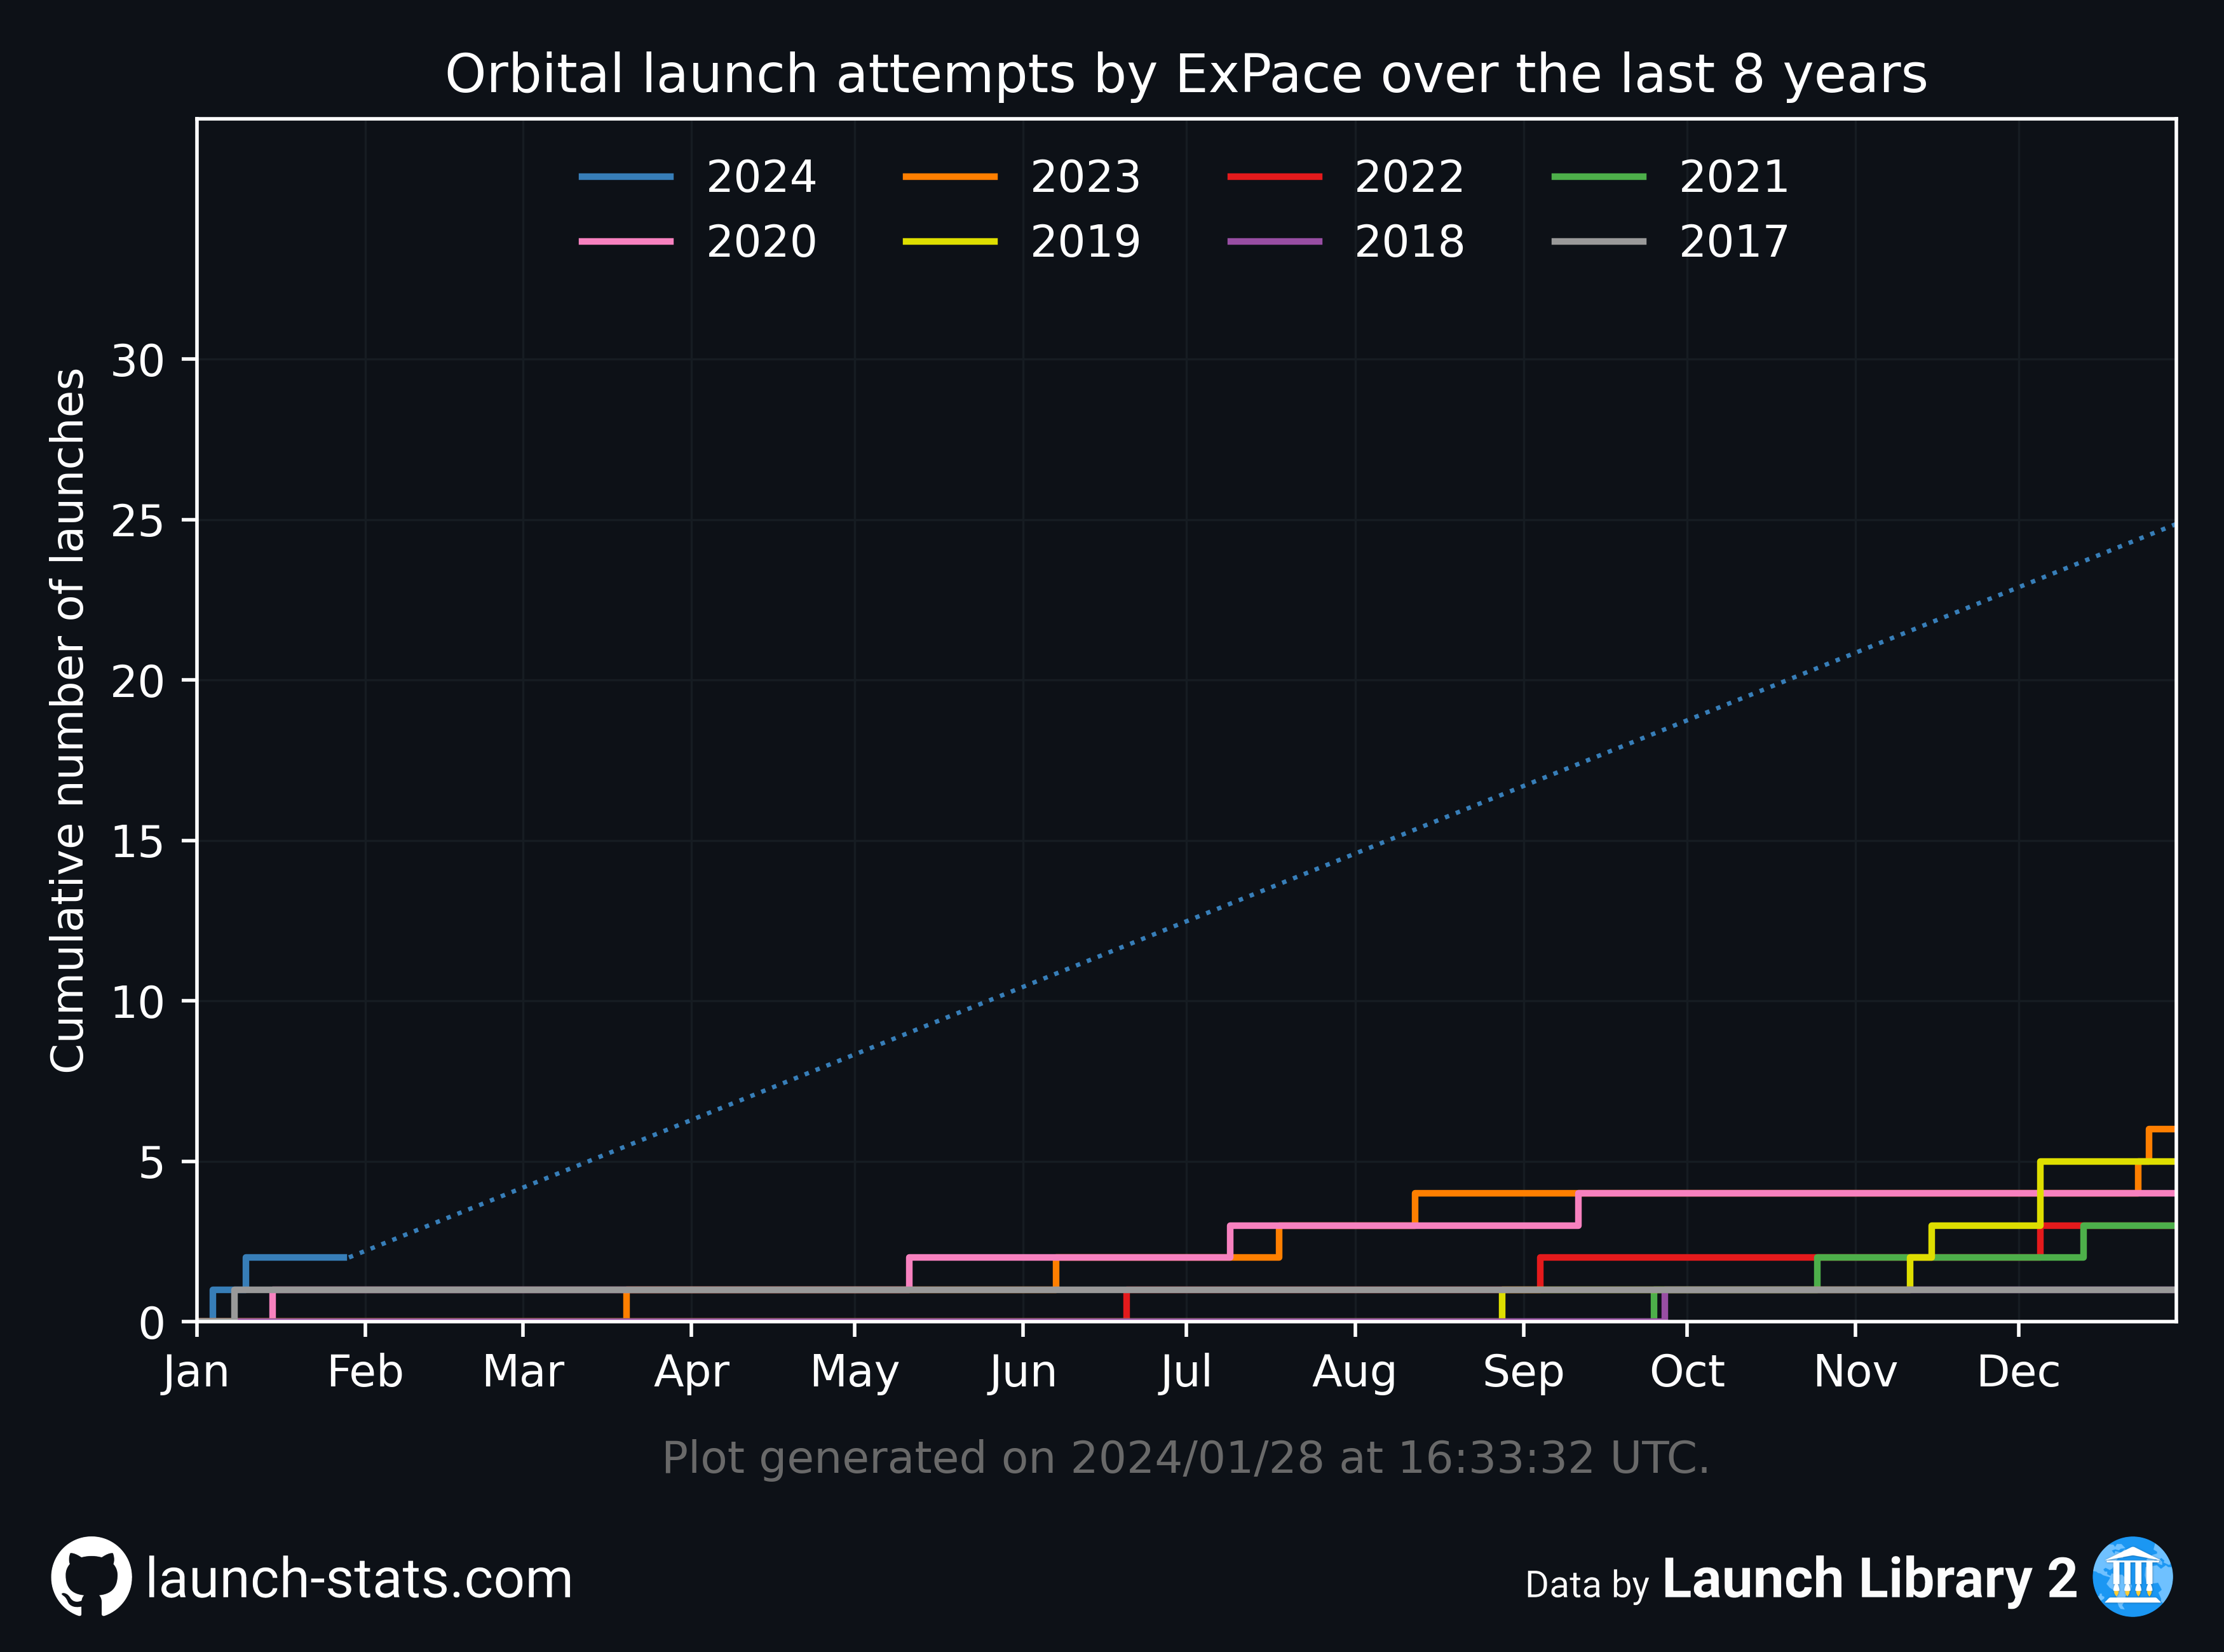 Orbital launch attempts by ExPace over the last 8 years
2024 2023 2022 2021
2020 2019 2018 2017
Cumulative number of launches
30
25
20
15
10
5
0
Jan Feb Mar Apr May Jun Jul Aug Sep Oct Nov Dec
Plot generated on 2024/01/28 at 16:33:32 UTC.
launch-stats.com
Data by Launch Library 2